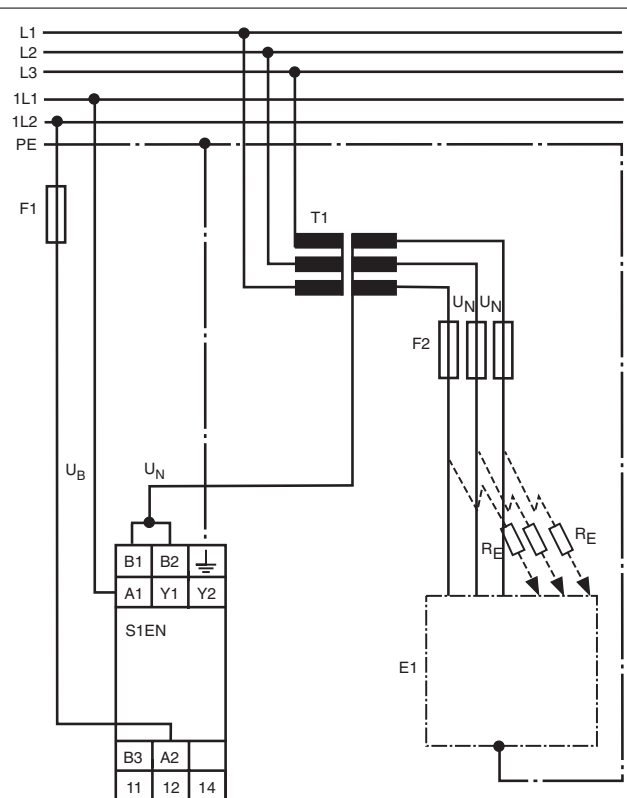 L1
L2
L3
1L1
1L2
PE
F1
T1
UN UN
F2
UB
UN
RE
RE
B1 B2
A1 Y1 Y2
S1EN
E1
B3 A2
11 12 14